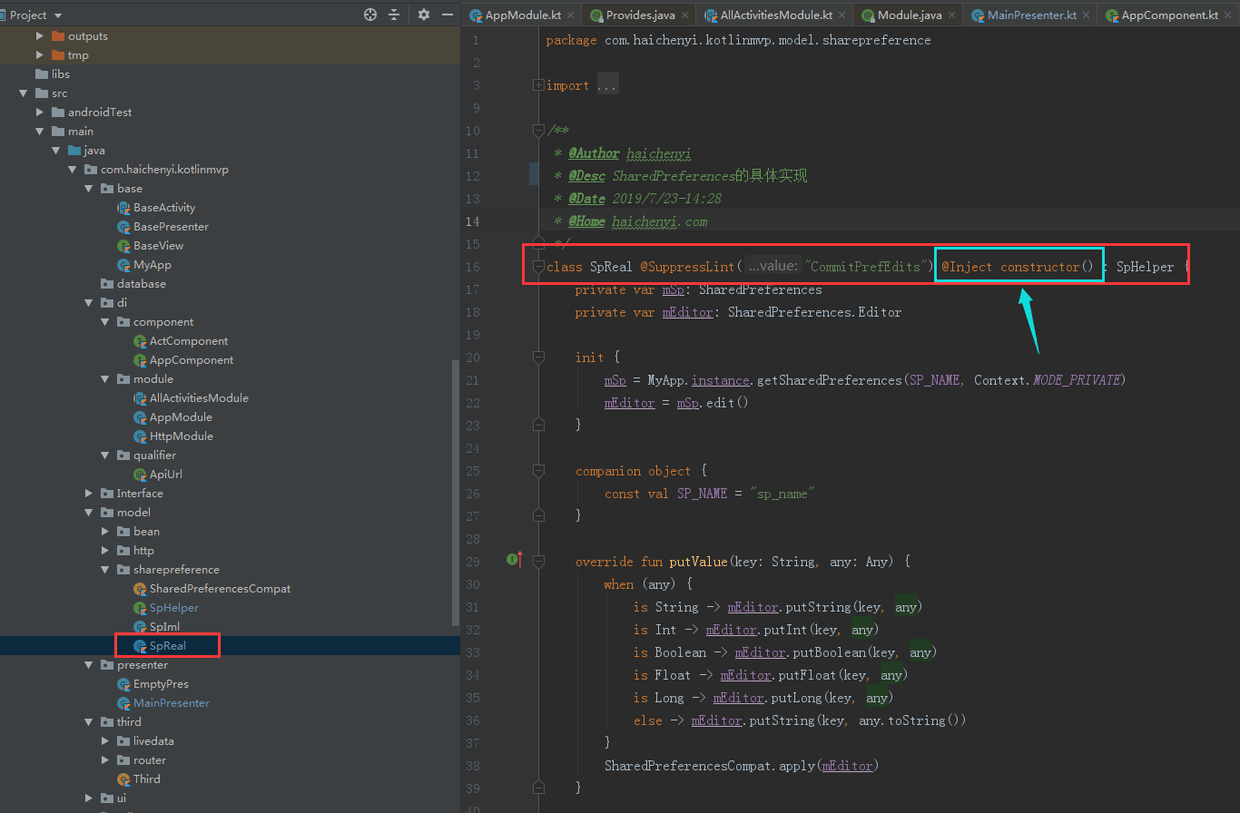 Project
AppModule.kt
Provides.java
AllActivitiesModule.kt
Module.java
MainPresenter.kt
AppComponent.kt
outputs
tmp
libs
src
androidTest
main
java
com.haichenyi.kotlinmvp
base
BaseActivity
BasePresenter
BaseView
MyApp
database
di
component
ActComponent
AppComponent
module
AllActivitiesModule
AppModule
HttpModule
qualifier
ApiUrl
Interface
model
bean
http
sharepreference
SharedPreferencesCompat
SpHelper
SpIml
SpReal
presenter
EmptyPres
MainPresenter
third
livedata
router
Third
ui
1 package com.haichenyi.kotlinmvp.model.sharepreference
2
3 import ...
9
10 /**
11 * @Author haichenyi
12 * @Desc SharedPreferences的具体实现
13 * @Date 2019/7/23-14:28
14 * @Home haichenyi.com
15 */
16 class SpReal @SuppressLint( ...value: "CommitPrefEdits") @Inject constructor() : SpHelper {
17 private var mSp: SharedPreferences
18 private var mEditor: SharedPreferences.Editor
19
20 init {
21 mSp = MyApp.instance.getSharedPreferences(SP_NAME, Context.MODE_PRIVATE)
22 mEditor = mSp.edit()
23 }
24
25 companion object {
26 const val SP_NAME = "sp_name"
27 }
28
29 override fun putValue(key: String, any: Any) {
30 when (any) {
31 is String -> mEditor.putString(key, any)
32 is Int -> mEditor.putInt(key, any)
33 is Boolean -> mEditor.putBoolean(key, any)
34 is Float -> mEditor.putFloat(key, any)
35 is Long -> mEditor.putLong(key, any)
36 else -> mEditor.putString(key, any.toString())
37 }
38 SharedPreferencesCompat.apply(mEditor)
39 }
40